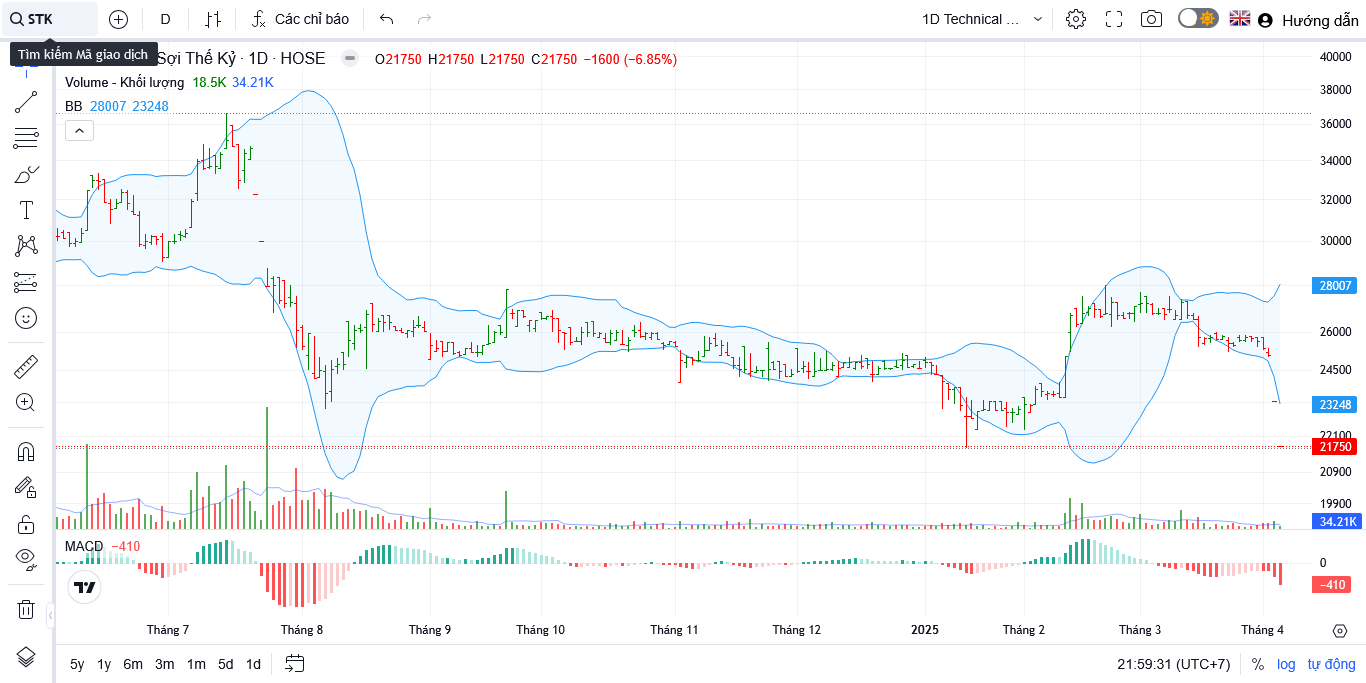 STK
D
Các chỉ báo
1D Technical ...
Hướng dẫn
Tìm kiếm Mã giao dịch
Sợi Thế Kỷ · 1D · HOSE
O21750 H21750 L21750 C21750 −1600 (−6.85%)
Volume - Khối lượng 18.5K 34.21K
BB 28007 23248
40000
38000
36000
34000
32000
30000
28007
26000
24500
23248
22100
21750
20900
19900
34.21K
MACD −410
0
−410
Tháng 7 Tháng 8 Tháng 9 Tháng 10 Tháng 11 Tháng 12 2025 Tháng 2 Tháng 3 Tháng 4
5y 1y 6m 3m 1m 5d 1d
21:59:31 (UTC+7) % log tự động